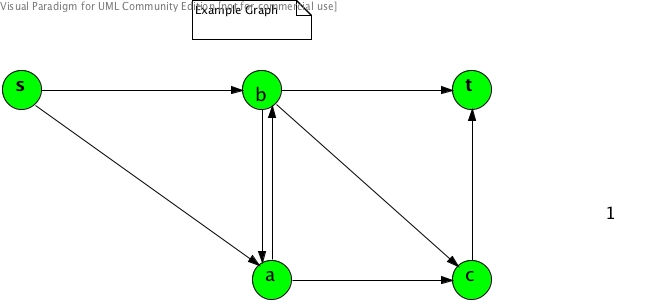 Visual Paradigm for UML Community Edition [not for commercial use]
Example Graph
s
b
t
1
a
c